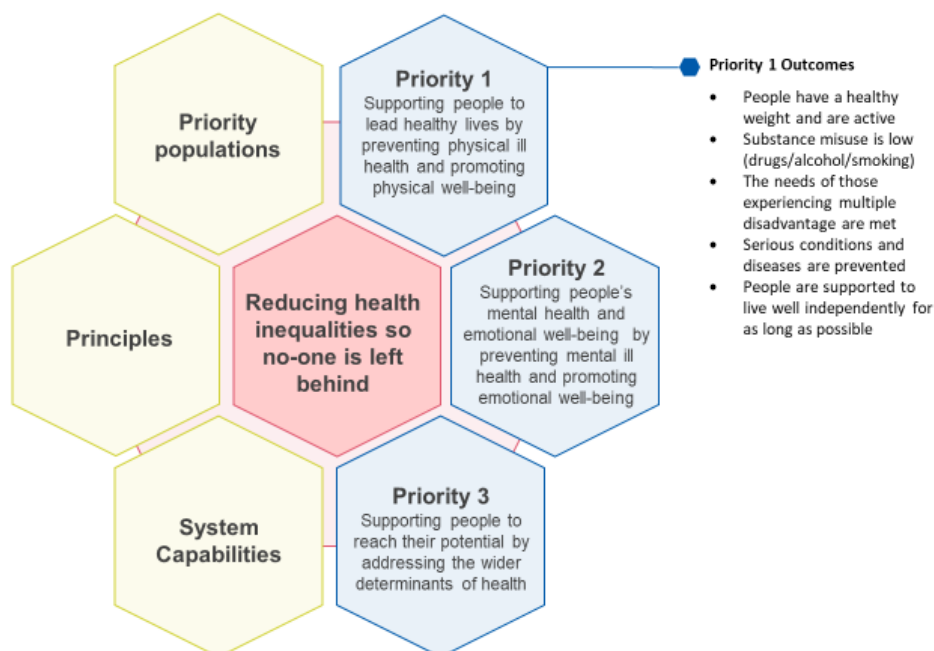 Priority
populations
Priority 1
Supporting people to
lead healthy lives by
preventing physical ill
health and promoting
physical well-being
Priority 1 Outcomes
• People have a healthy
weight and are active
• Substance misuse is low
(drugs/alcohol/smoking)
• The needs of those
experiencing multiple
disadvantage are met
• Serious conditions and
diseases are prevented
• People are supported to
live well independently for
as long as possible
Principles
Reducing health
inequalities so
no-one is left
behind
Priority 2
Supporting people's
mental health and
emotional well-being by
preventing mental ill
health and promoting
emotional well-being
System
Capabilities
Priority 3
Supporting people to
reach their potential by
addressing the wider
determinants of health